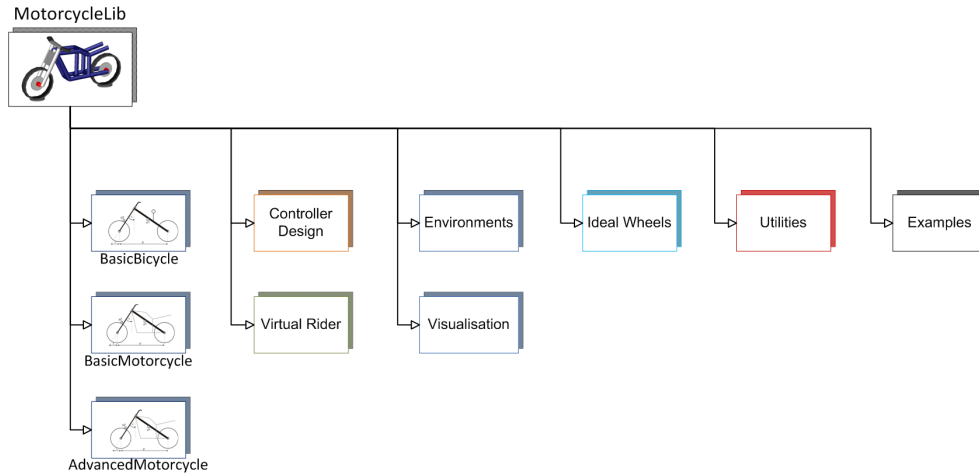 MotorcycleLib
BasicBicycle
Controller
Design
Environments
Ideal Wheels
Utilities
Examples
BasicMotorcycle
Virtual Rider
Visualisation
AdvancedMotorcycle